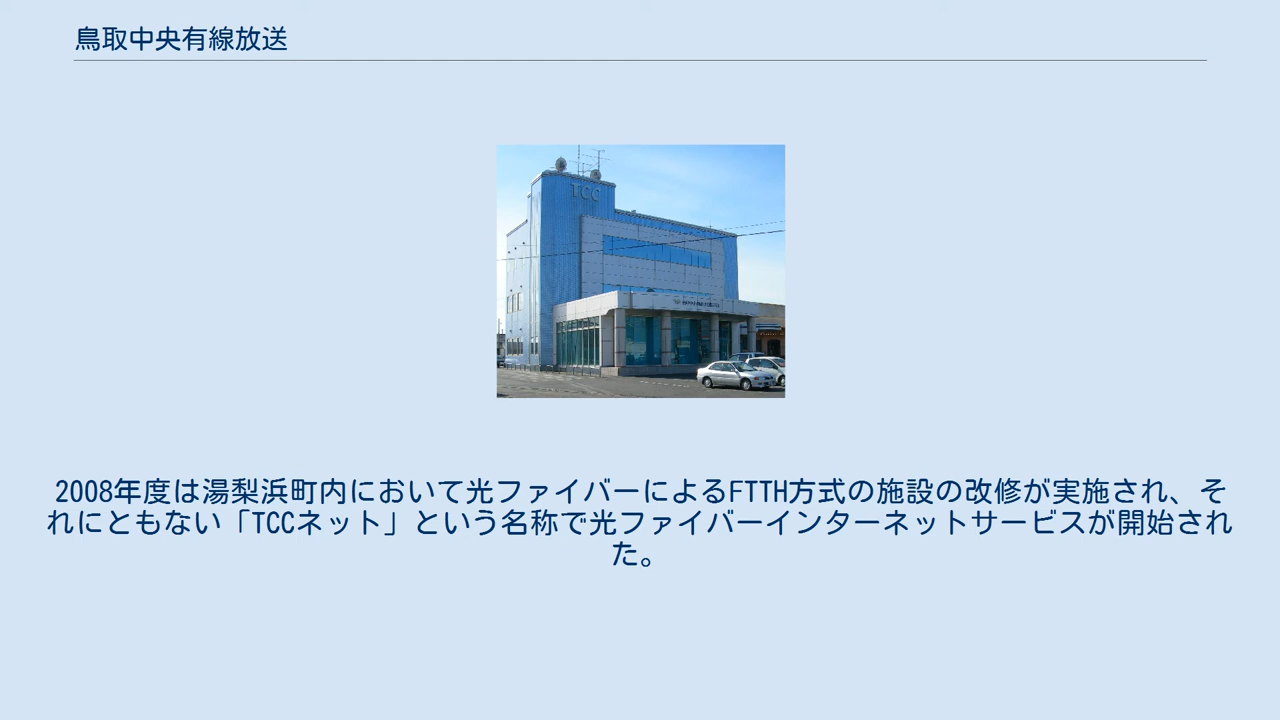 鳥取中央有線放送
TCC
2008年度は湯梨浜町内において光ファイバーによるFTTH方式の施設の改修が実施され、そ
れにともない「TCCネット」という名称で光ファイバーインターネットサービスが開始され
た。